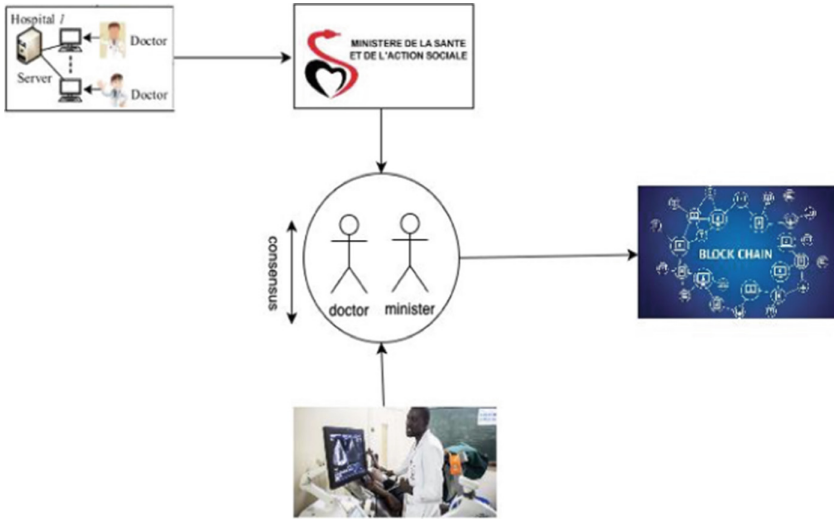 Hospital 1
Doctor
Server
Doctor
MINISTERE DE LA SANTE
ET DE L'ACTION SOCIALE
consensus
doctor minister
BLOCK CHAIN